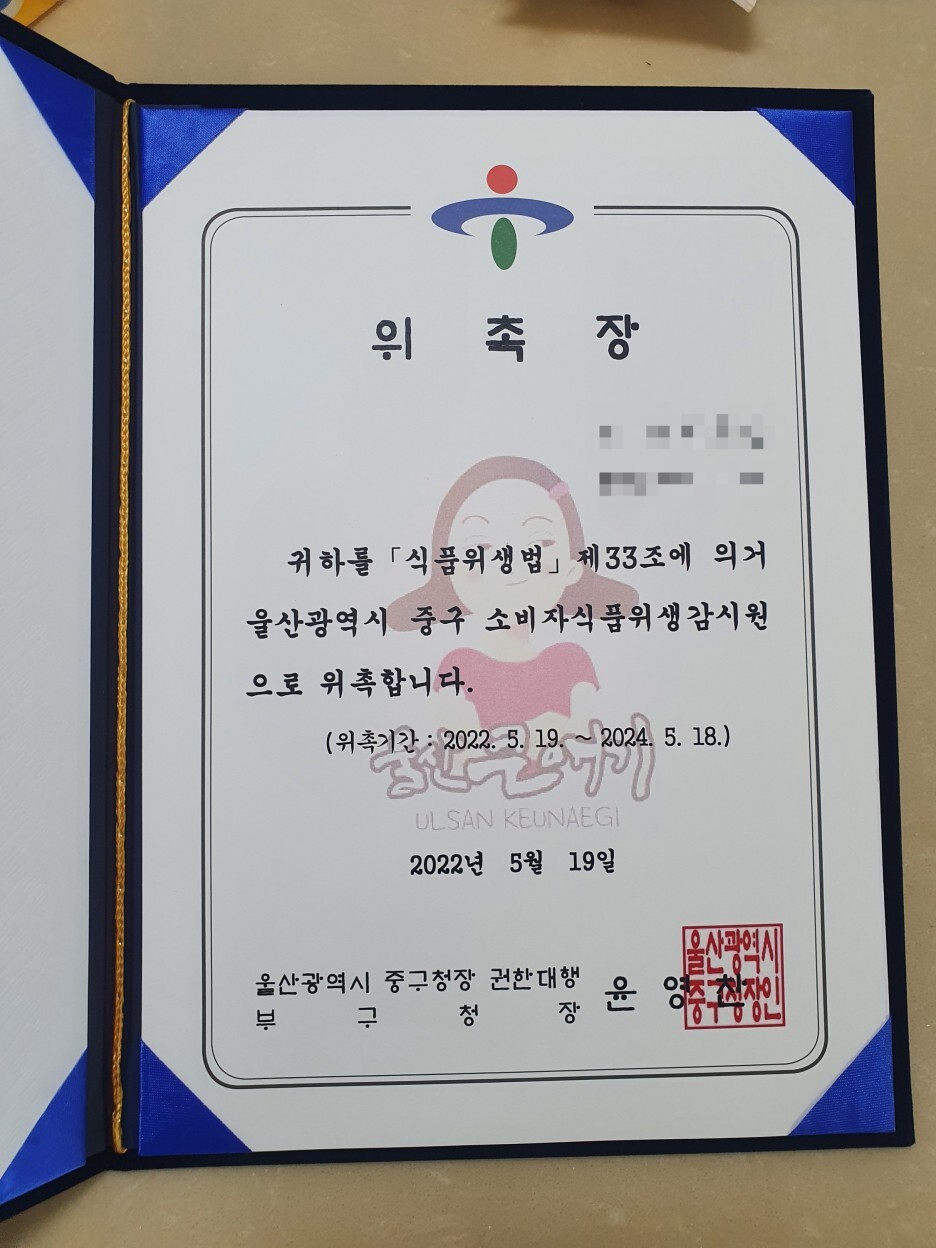 위 촉 장
귀하를 「식품위생법」 제33조에 의거
울산광역시 중구 소비자식품위생감시원
으로 위촉합니다.
(위촉기간 : 2022. 5. 19. ~ 2024. 5. 18.)
울산큰애기
ULSAN KEUNAEGI
2022년 5월 19일
울산광역시 중구청장 권한대행
부 구 청 장 윤 영 찬
울산광역시
중구청장인